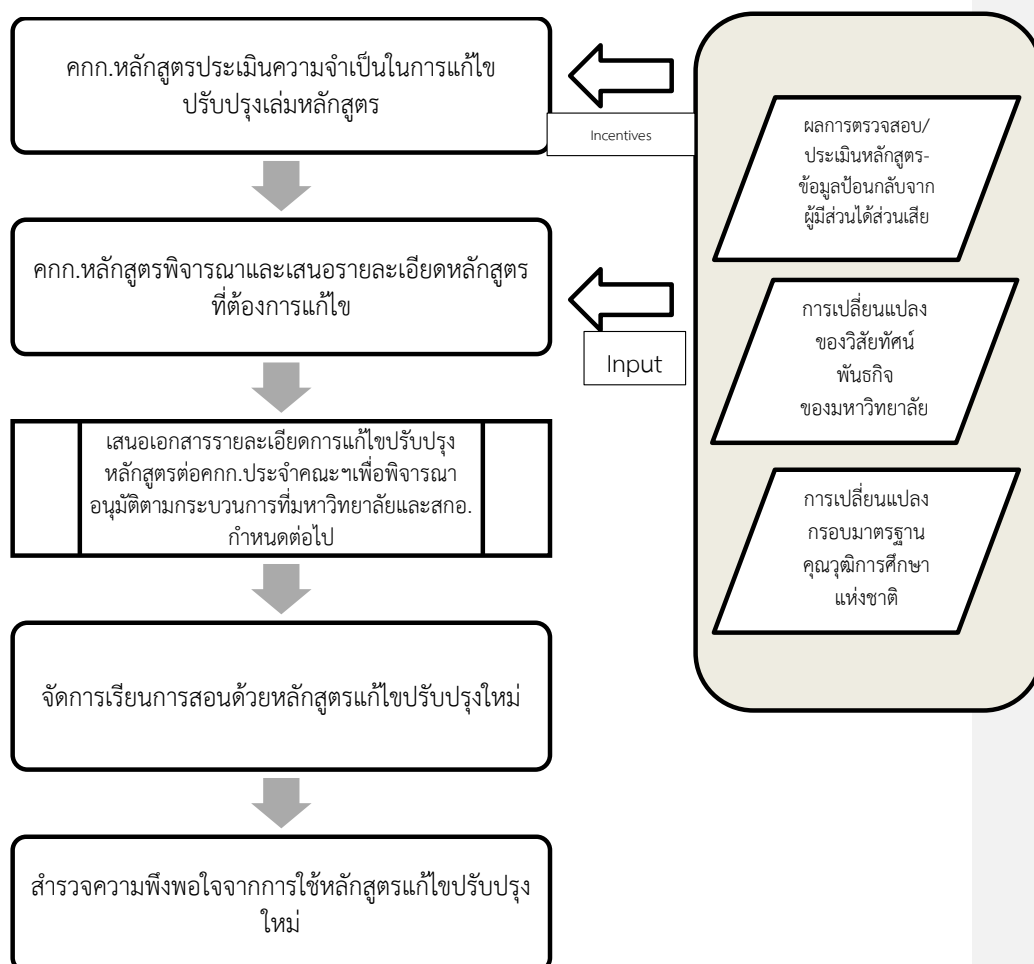 คกก.หลักสูตรประเมินความจำเป็นในการแก้ไข
ปรับปรุงเล่มหลักสูตร
Incentives
ผลการตรวจสอบ/
ประเมินหลักสูตร-
ข้อมูลป้อนกลับจาก
ผู้มีส่วนได้ส่วนเสีย
คกก.หลักสูตรพิจารณาและเสนอรายละเอียดหลักสูตร
ที่ต้องการแก้ไข
Input
การเปลี่ยนแปลง
ของวิสัยทัศน์
พันธกิจ
ของมหาวิทยาลัย
เสนอเอกสารรายละเอียดการแก้ไขปรับปรุง
หลักสูตรต่อคกก.ประจำคณะฯเพื่อพิจารณา
อนุมัติตามกระบวนการที่มหาวิทยาลัยและสกอ.
กำหนดต่อไป
การเปลี่ยนแปลง
กรอบมาตรฐาน
คุณวุฒิการศึกษา
แห่งชาติ
จัดการเรียนการสอนด้วยหลักสูตรแก้ไขปรับปรุงใหม่
สำรวจความพึงพอใจจากการใช้หลักสูตรแก้ไขปรับปรุง
ใหม่